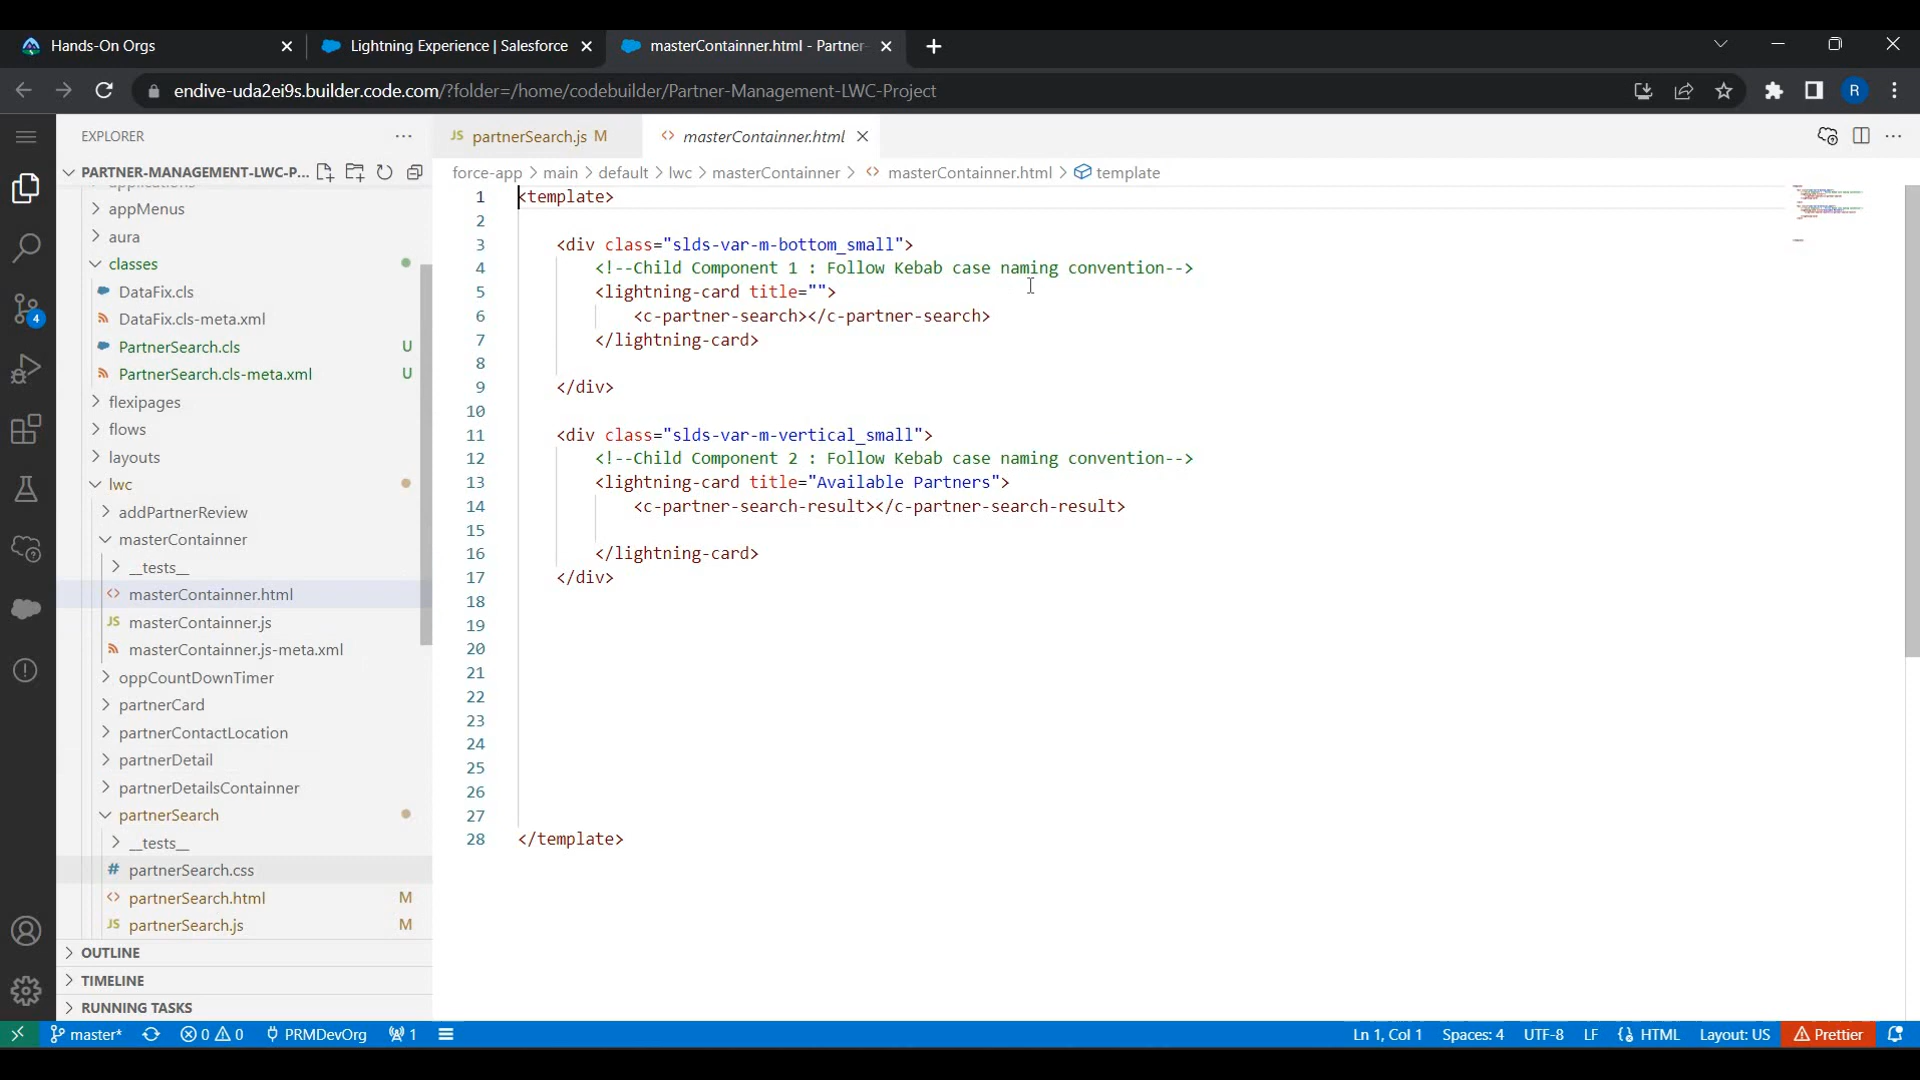 Hands-On Orgs
Lightning Experience | Salesforce
masterContainner.html - Partner-
endive-uda2ei9s.builder.code.com/?folder=/home/codebuilder/Partner-Management-LWC-Project
R
EXPLORER
PARTNER-MANAGEMENT-LWC-P...
applications
appMenus
aura
classes
DataFix.cls
DataFix.cls-meta.xml
PartnerSearch.cls U
PartnerSearch.cls-meta.xml U
flexipages
flows
layouts
lwc
addPartnerReview
masterContainner
__tests__
<> masterContainner.html
JS masterContainner.js
masterContainner.js-meta.xml
oppCountDownTimer
partnerCard
partnerContactLocation
partnerDetail
partnerDetailsContainner
partnerSearch
__tests__
# partnerSearch.css
<> partnerSearch.html M
JS partnerSearch.js M
OUTLINE
TIMELINE
RUNNING TASKS
4
JS partnerSearch.js M
<> masterContainner.html
force-app > main > default > lwc > masterContainner > <> masterContainner.html > template
1 <template>
2
3 <div class="slds-var-m-bottom_small">
4 <!--Child Component 1 : Follow Kebab case naming convention-->
5 <lightning-card title="">
6 <c-partner-search></c-partner-search>
7 </lightning-card>
8
9 </div>
10
11 <div class="slds-var-m-vertical_small">
12 <!--Child Component 2 : Follow Kebab case naming convention-->
13 <lightning-card title="Available Partners">
14 <c-partner-search-result></c-partner-search-result>
15
16 </lightning-card>
17 </div>
18
19
20
21
22
23
24
25
26
27
28 </template>
master* 0 0 PRMDevOrg 1 Ln 1, Col 1 Spaces: 4 UTF-8 LF HTML Layout: US Prettier